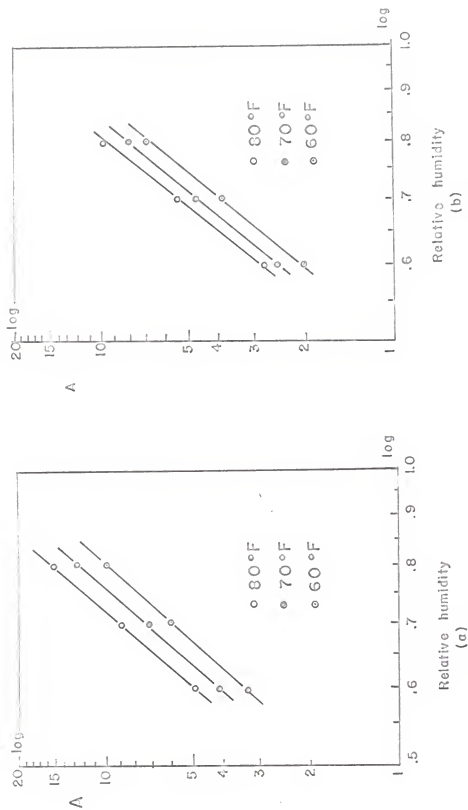 20 log
15
A
10
5
4
3
2
1
80°F
70°F
60°F
log
.5 .6 .7 .8 .9 1.0
Relative humidity
(a)
20 log
15
A
10
5
3
2
1
80°F
70°F
60°F
log
.6 .7 .8 .9 1.0
Relative humidity
(b)